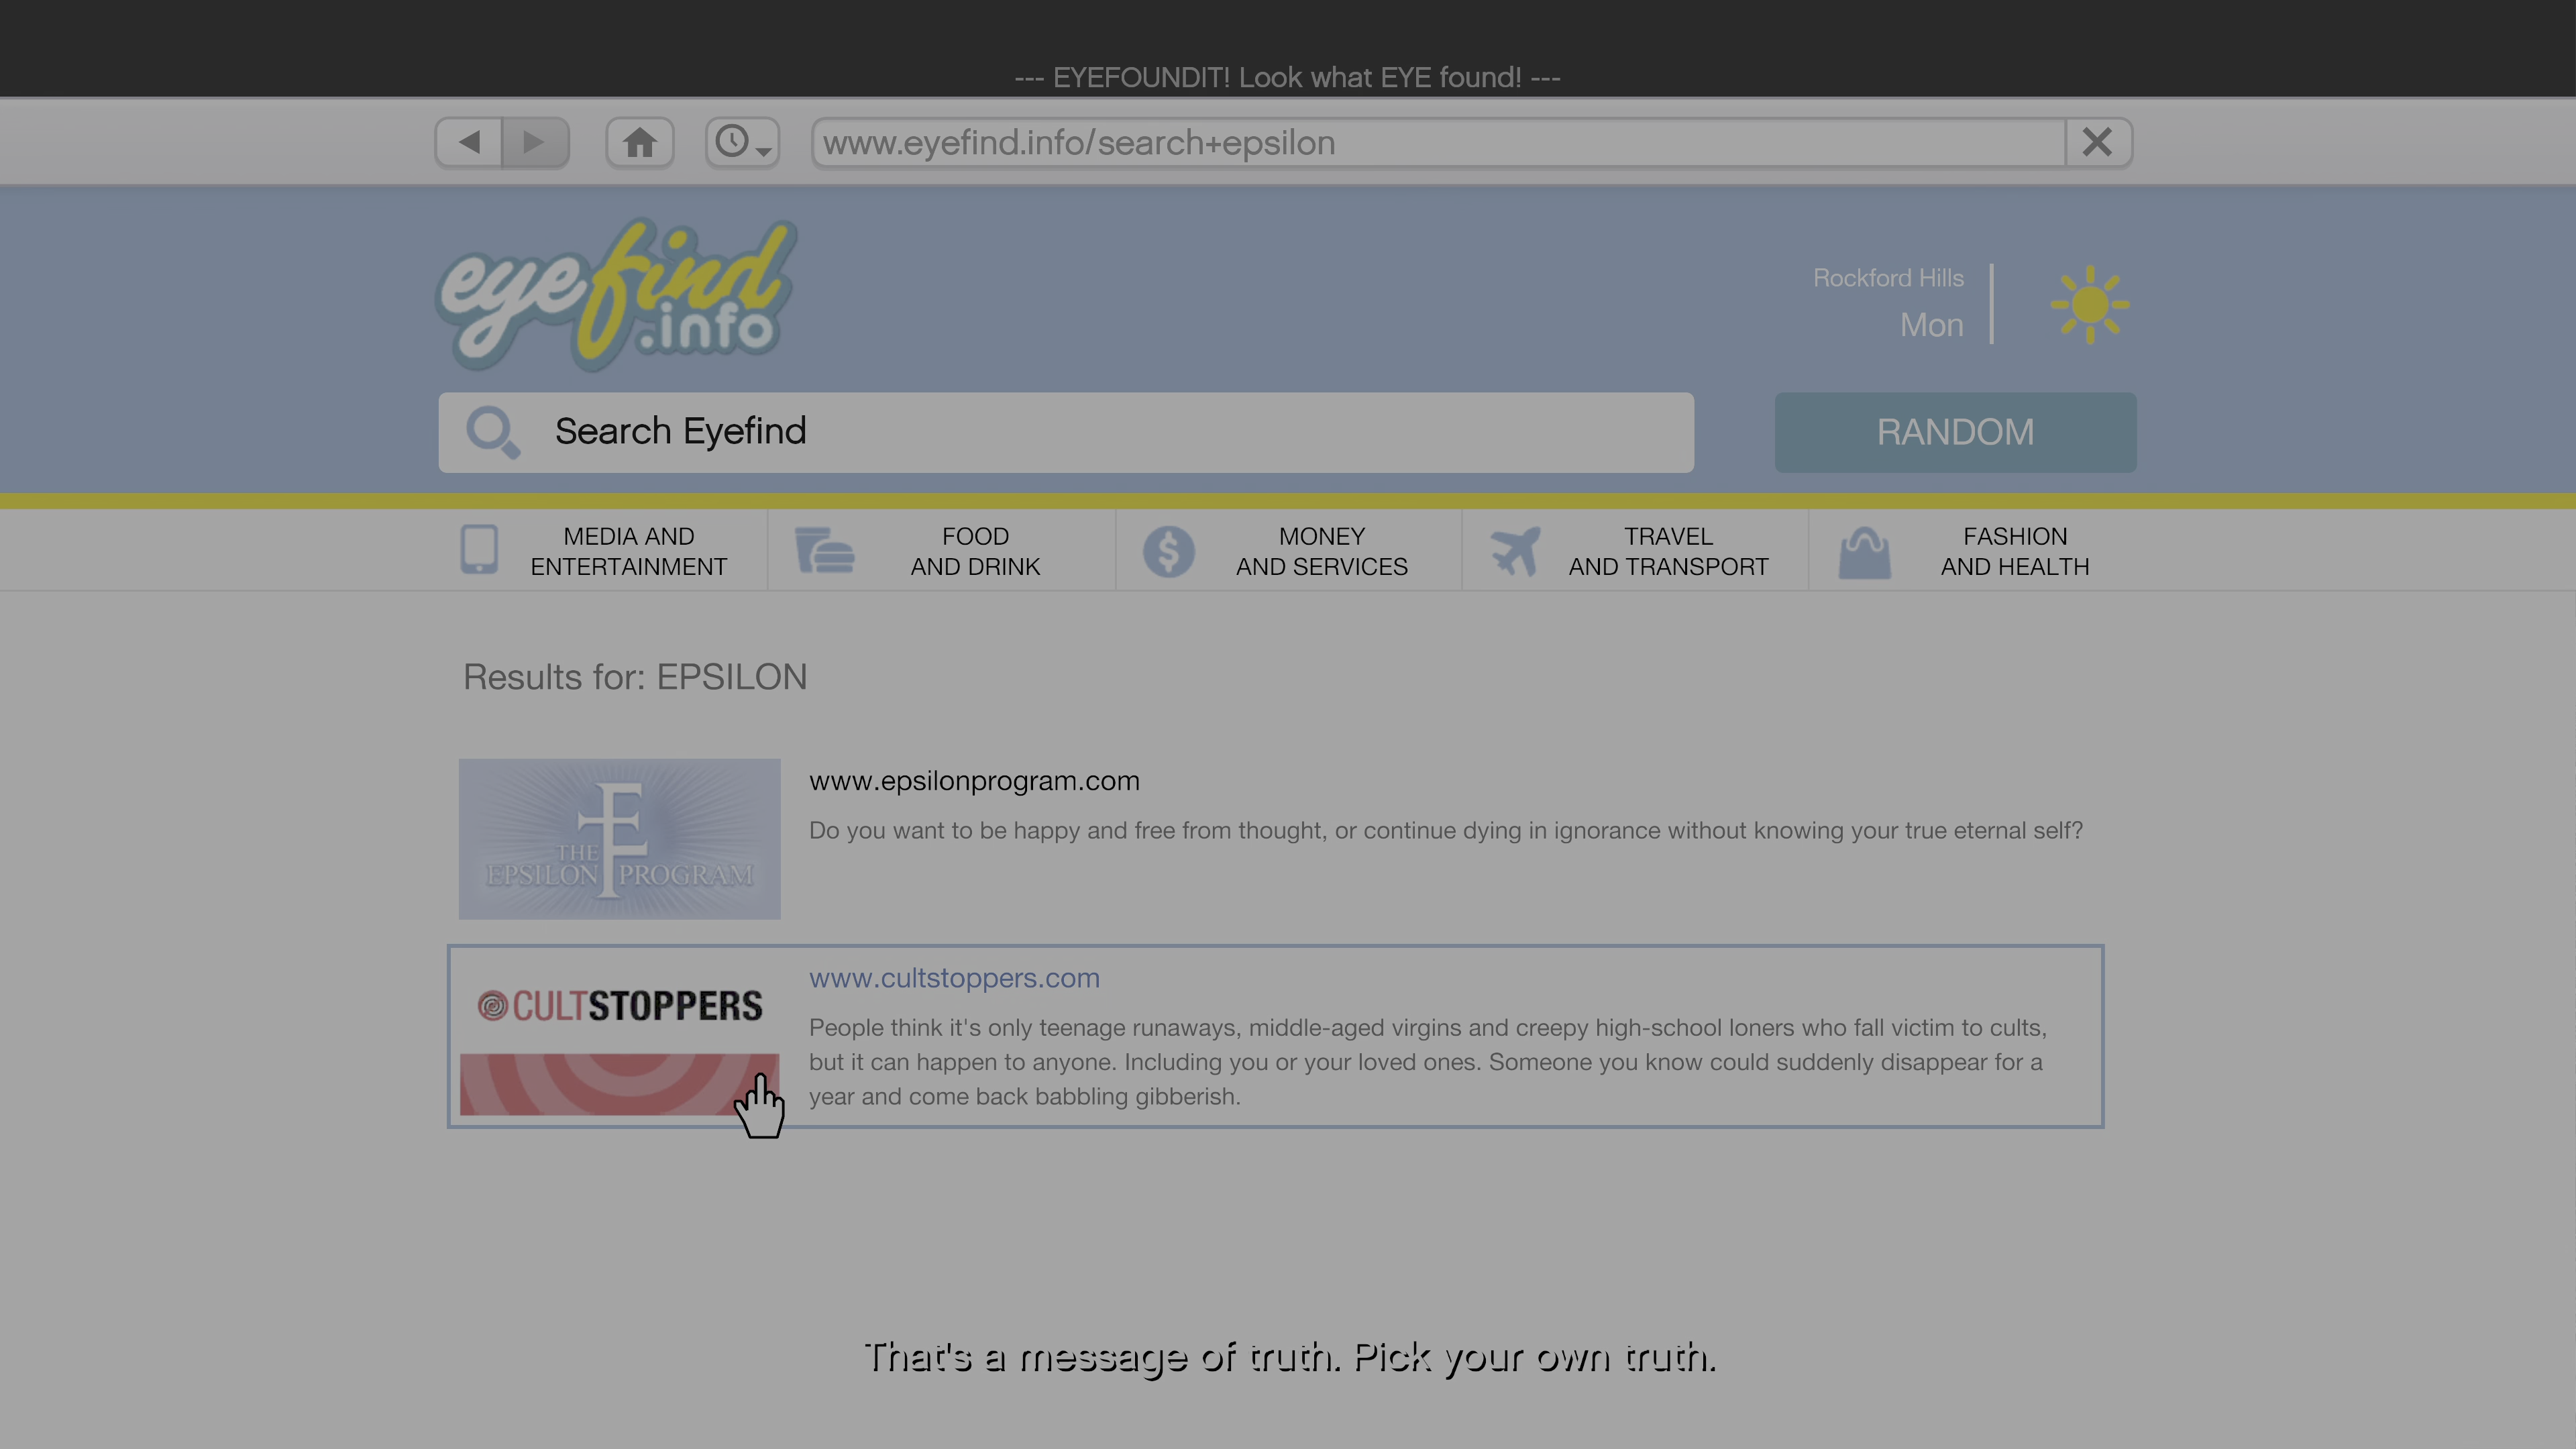 --- EYEFOUNDIT! Look what EYE found! ---
www.eyefind.info/search+epsilon
eyefind
.info
Rockford Hills
Mon
Search Eyefind
RANDOM
MEDIA AND
ENTERTAINMENT
FOOD
AND DRINK
MONEY
AND SERVICES
TRAVEL
AND TRANSPORT
FASHION
AND HEALTH
Results for: EPSILON
THE
EPSILON PROGRAM
www.epsilonprogram.com
Do you want to be happy and free from thought, or continue dying in ignorance without knowing your true eternal self?
CULTSTOPPERS
www.cultstoppers.com
People think it's only teenage runaways, middle-aged virgins and creepy high-school loners who fall victim to cults,
but it can happen to anyone. Including you or your loved ones. Someone you know could suddenly disappear for a
year and come back babbling gibberish.
That's a message of truth. Pick your own truth.